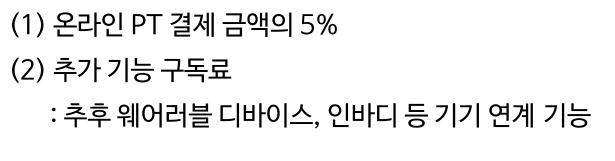 (1) 온라인 PT 결제 금액의 5%
(2) 추가 기능 구독료
: 추후 웨어러블 디바이스, 인바디 등 기기 연계 기능